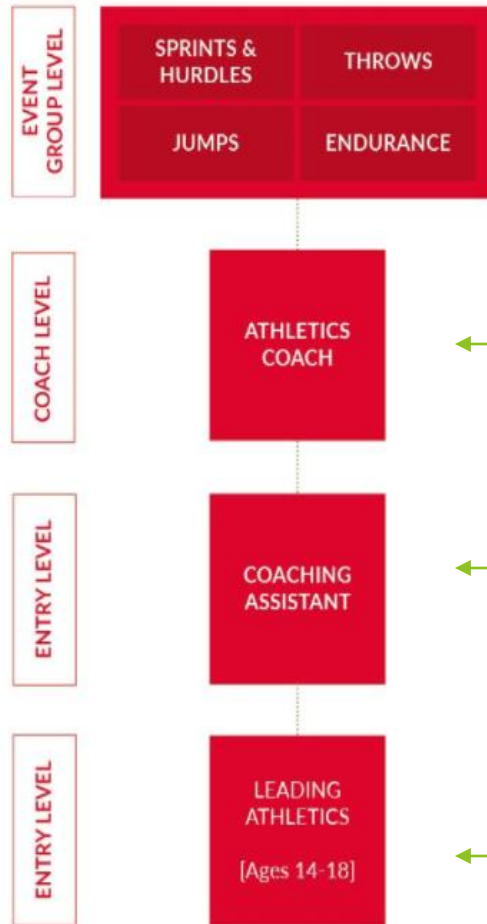 EVENT
GROUP LEVEL
SPRINTS &
HURDLES
THROWS
JUMPS
ENDURANCE
COACH LEVEL
ATHLETICS
COACH
ENTRY LEVEL
COACHING
ASSISTANT
ENTRY LEVEL
LEADING
ATHLETICS
[Ages 14-18]